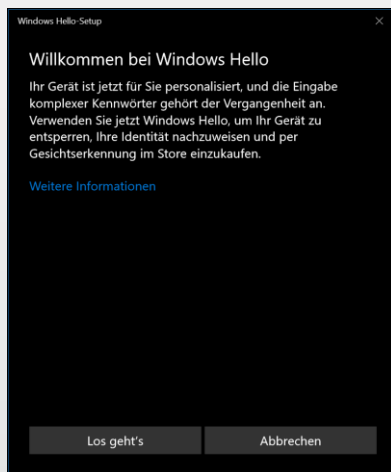 Windows Hello-Setup
Willkommen bei Windows Hello
Ihr Gerät ist jetzt für Sie personalisiert, und die Eingabe
komplexer Kennwörter gehört der Vergangenheit an.
Verwenden Sie jetzt Windows Hello, um Ihr Gerät zu
entsperren, Ihre Identität nachzuweisen und per
Gesichtserkennung im Store einzukaufen.
Weitere Informationen
Los geht's
Abbrechen